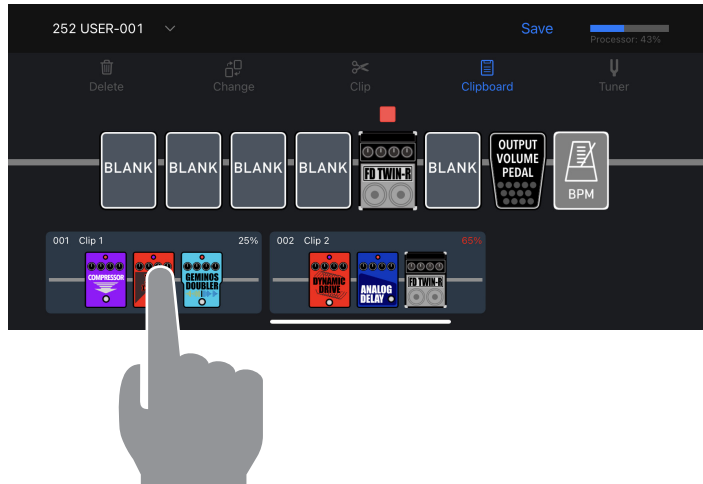 252 USER-001
Save
Processor: 43%
Delete
Change
Clip
Clipboard
Tuner
BLANK
BLANK
BLANK
BLANK
FD TWIN-R
BLANK
OUTPUT
VOLUME
PEDAL
BPM
001 Clip 1 25%
COMPRESSOR
GEMINOS
DOUBLER
002 Clip 2 65%
DYNAMIC
DRIVE
ANALOG
DELAY
FD TWIN-R